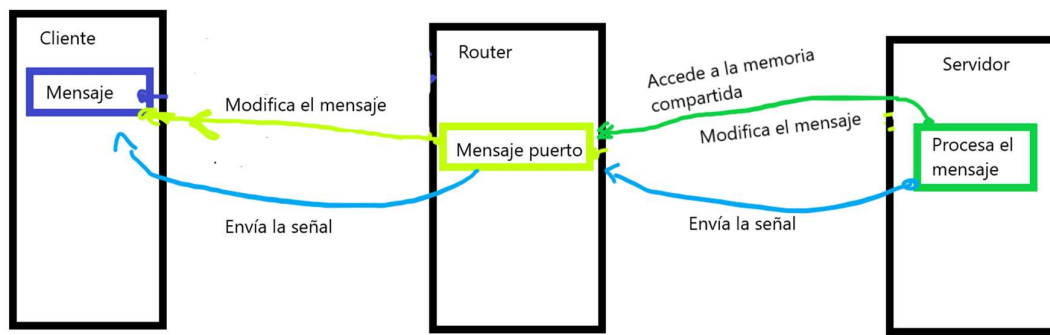 Cliente
Mensaje
Modifica el mensaje
Envía la señal
Router
Mensaje puerto
Accede a la memoria
compartida
Modifica el mensaje
Envía la señal
Servidor
Procesa el
mensaje